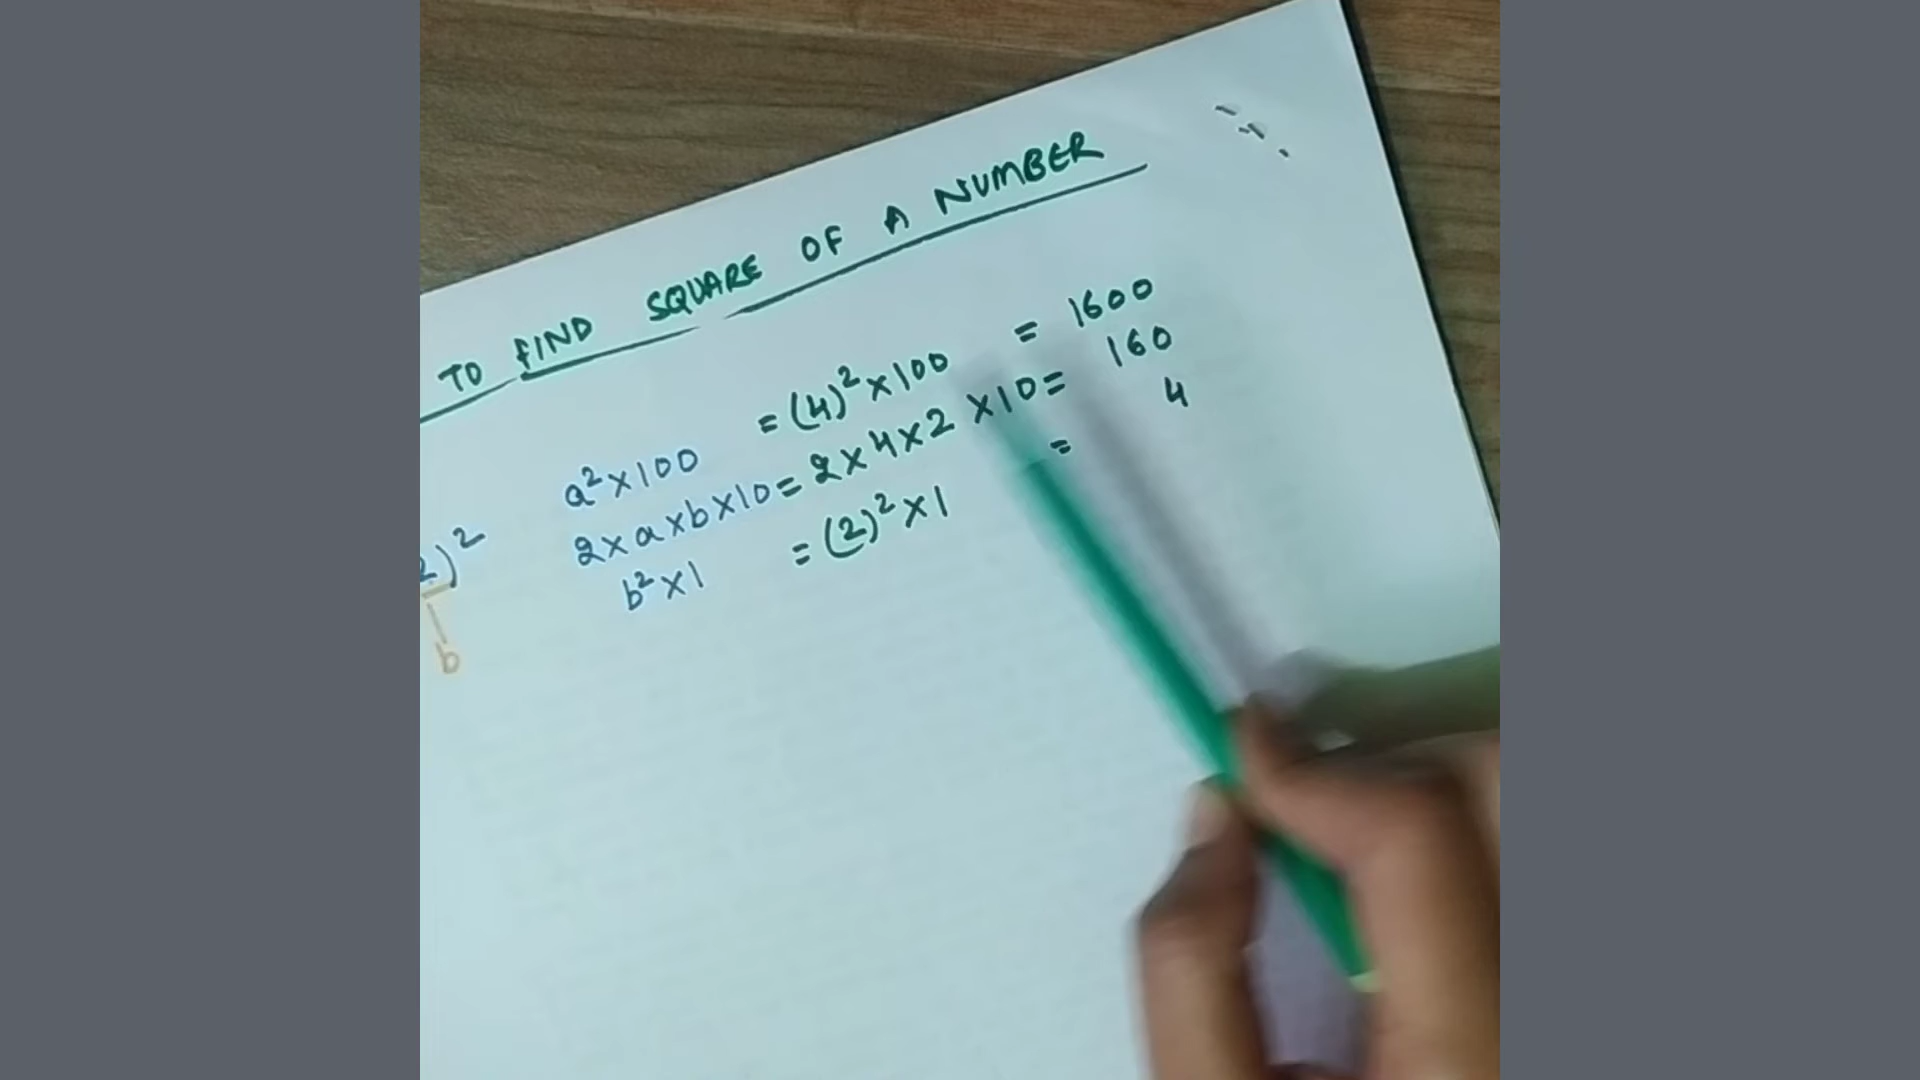 TO FIND SQUARE OF A NUMBER
a²×100 = (4)²×100 = 1600
2×a×b×10 = 2×4×2×10 = 160
b²×1 = (2)²×1 = 4
2)²
b